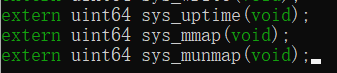 extern uint64 sys_uptime(void);
extern uint64 sys_mmap(void);
extern uint64 sys_munmap(void);